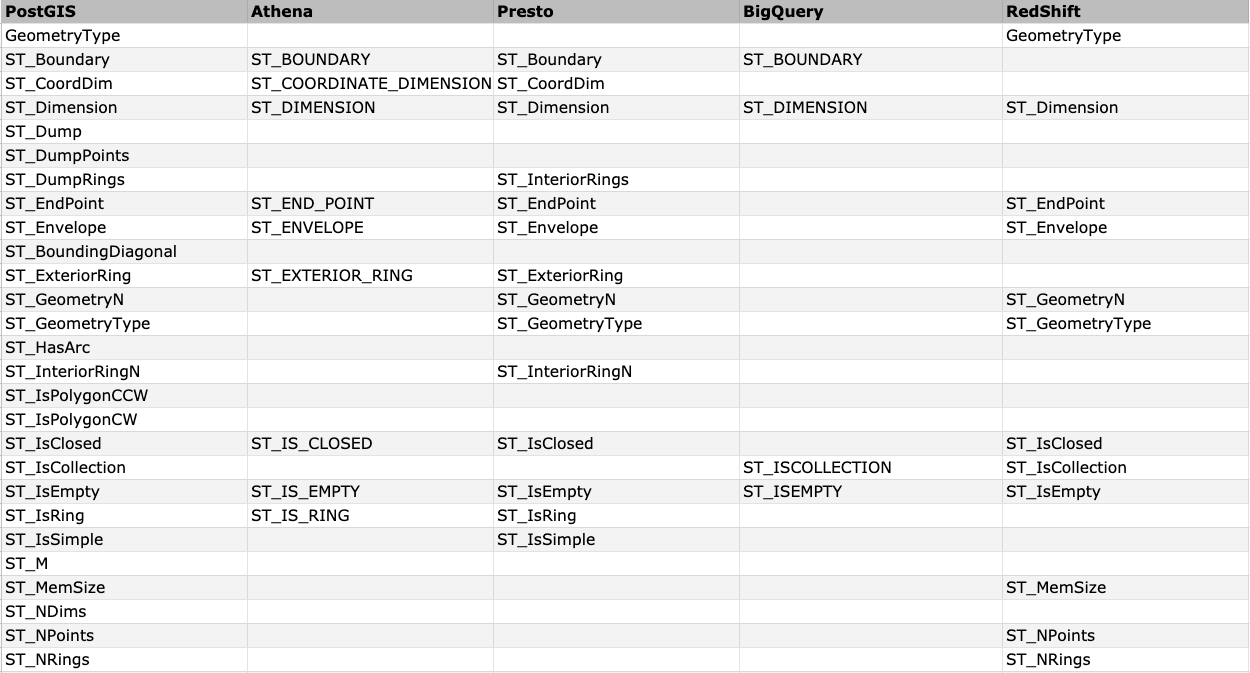 PostGIS Athena Presto BigQuery RedShift
GeometryType GeometryType
ST_Boundary ST_BOUNDARY ST_Boundary ST_BOUNDARY
ST_CoordDim ST_COORDINATE_DIMENSION ST_CoordDim
ST_Dimension ST_DIMENSION ST_Dimension ST_DIMENSION ST_Dimension
ST_Dump
ST_DumpPoints
ST_DumpRings ST_InteriorRings
ST_EndPoint ST_END_POINT ST_EndPoint ST_EndPoint
ST_Envelope ST_ENVELOPE ST_Envelope ST_Envelope
ST_BoundingDiagonal
ST_ExteriorRing ST_EXTERIOR_RING ST_ExteriorRing
ST_GeometryN ST_GeometryN ST_GeometryN
ST_GeometryType ST_GeometryType ST_GeometryType
ST_HasArc
ST_InteriorRingN ST_InteriorRingN
ST_IsPolygonCCW
ST_IsPolygonCW
ST_IsClosed ST_IS_CLOSED ST_IsClosed ST_IsClosed
ST_IsCollection ST_ISCOLLECTION ST_IsCollection
ST_IsEmpty ST_IS_EMPTY ST_IsEmpty ST_ISEMPTY ST_IsEmpty
ST_IsRing ST_IS_RING ST_IsRing
ST_IsSimple ST_IsSimple
ST_M
ST_MemSize ST_MemSize
ST_NDims
ST_NPoints ST_NPoints
ST_NRings ST_NRings